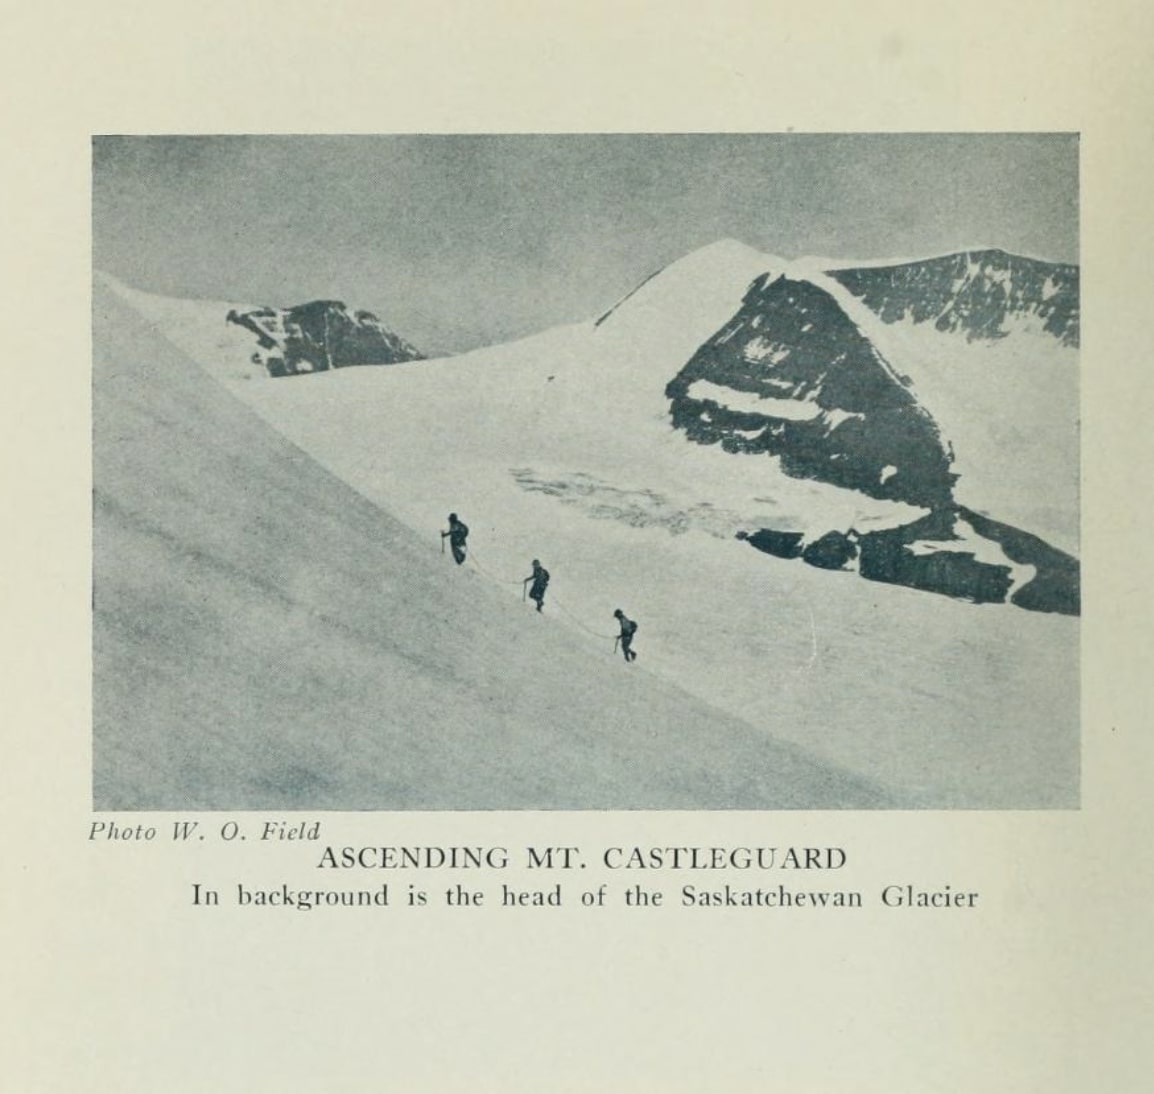 Photo W. O. Field
ASCENDING MT. CASTLEGUARD
In background is the head of the Saskatchewan Glacier